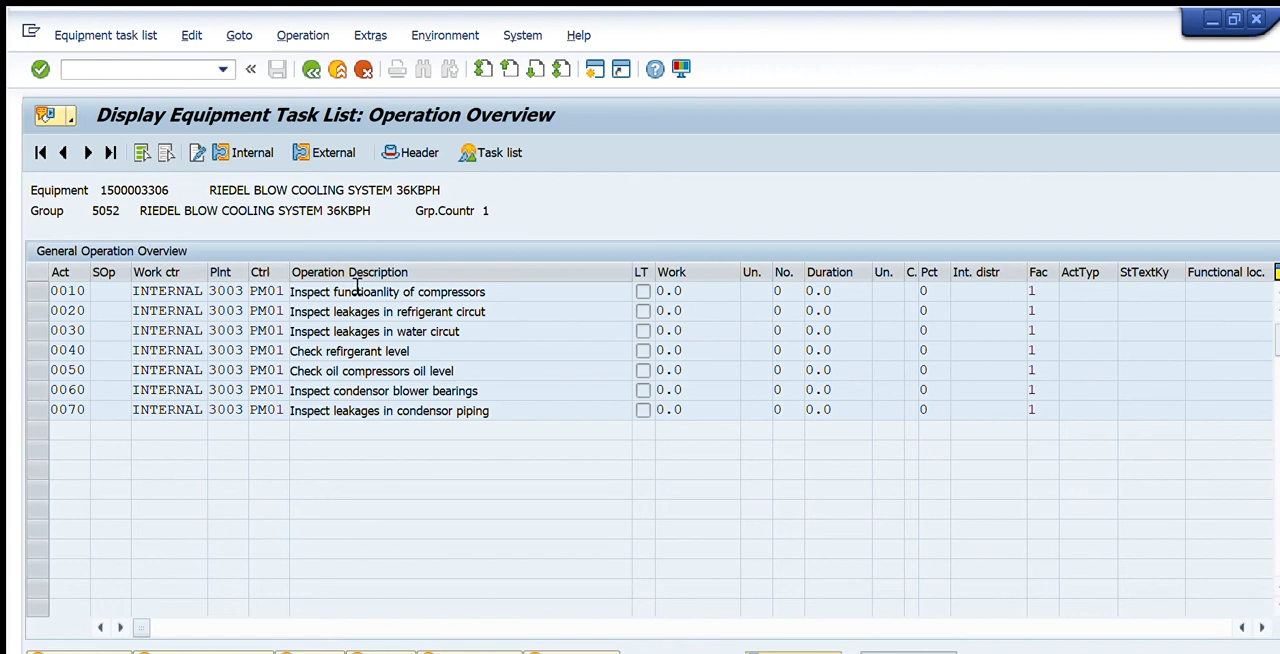 Equipment task list Edit Goto Operation Extras Environment System Help
Display Equipment Task List: Operation Overview
Internal External Header Task list
Equipment 1500003306 RIEDEL BLOW COOLING SYSTEM 36KBPH
Group 5052 RIEDEL BLOW COOLING SYSTEM 36KBPH Grp.Countr 1
General Operation Overview
Act SOp Work ctr Plnt Ctrl Operation Description LT Work Un. No. Duration Un. C. Pct Int. distr Fac ActTyp StTextKy Functional loc.
0010 INTERNAL 3003 PM01 Inspect functioanlity of compressors 0.0 0 0.0 0 1
0020 INTERNAL 3003 PM01 Inspect leakages in refrigerant circut 0.0 0 0.0 0 1
0030 INTERNAL 3003 PM01 Inspect leakages in water circut 0.0 0 0.0 0 1
0040 INTERNAL 3003 PM01 Check refirgerant level 0.0 0 0.0 0 1
0050 INTERNAL 3003 PM01 Check oil compressors oil level 0.0 0 0.0 0 1
0060 INTERNAL 3003 PM01 Inspect condensor blower bearings 0.0 0 0.0 0 1
0070 INTERNAL 3003 PM01 Inspect leakages in condensor piping 0.0 0 0.0 0 1